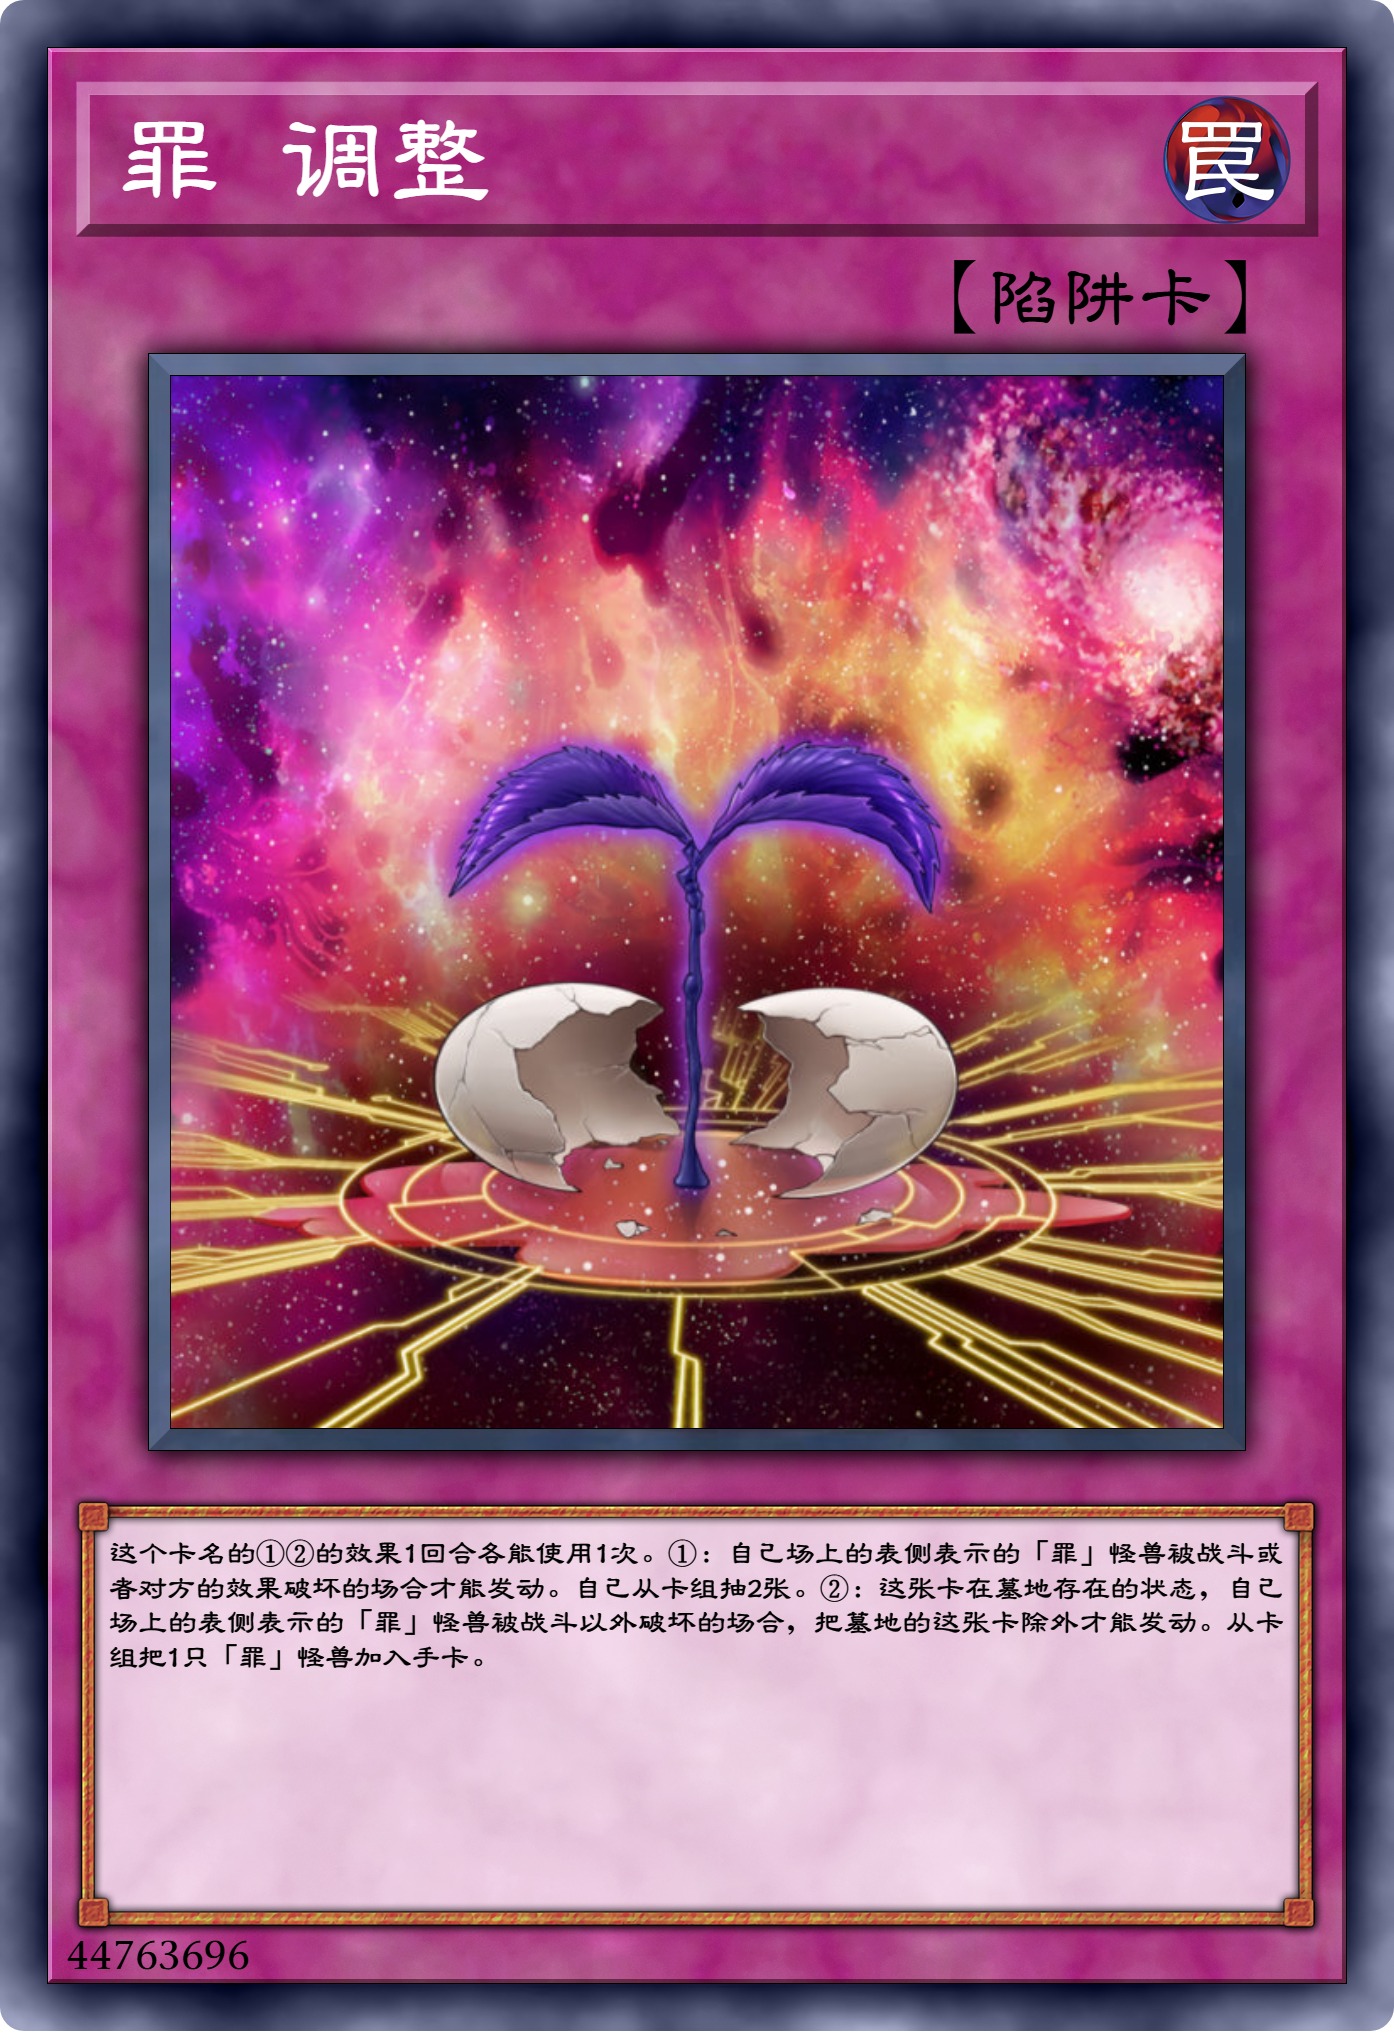 罪 调整
罠
【陷阱卡】
这个卡名的①②的效果1回合各能使用1次。①：自己场上的表侧表示的「罪」怪兽被战斗或
者对方的效果破坏的场合才能发动。自己从卡组抽2张。②：这张卡在墓地存在的状态，自己
场上的表侧表示的「罪」怪兽被战斗以外破坏的场合，把墓地的这张卡除外才能发动。从卡
组把1只「罪」怪兽加入手卡。
44763696